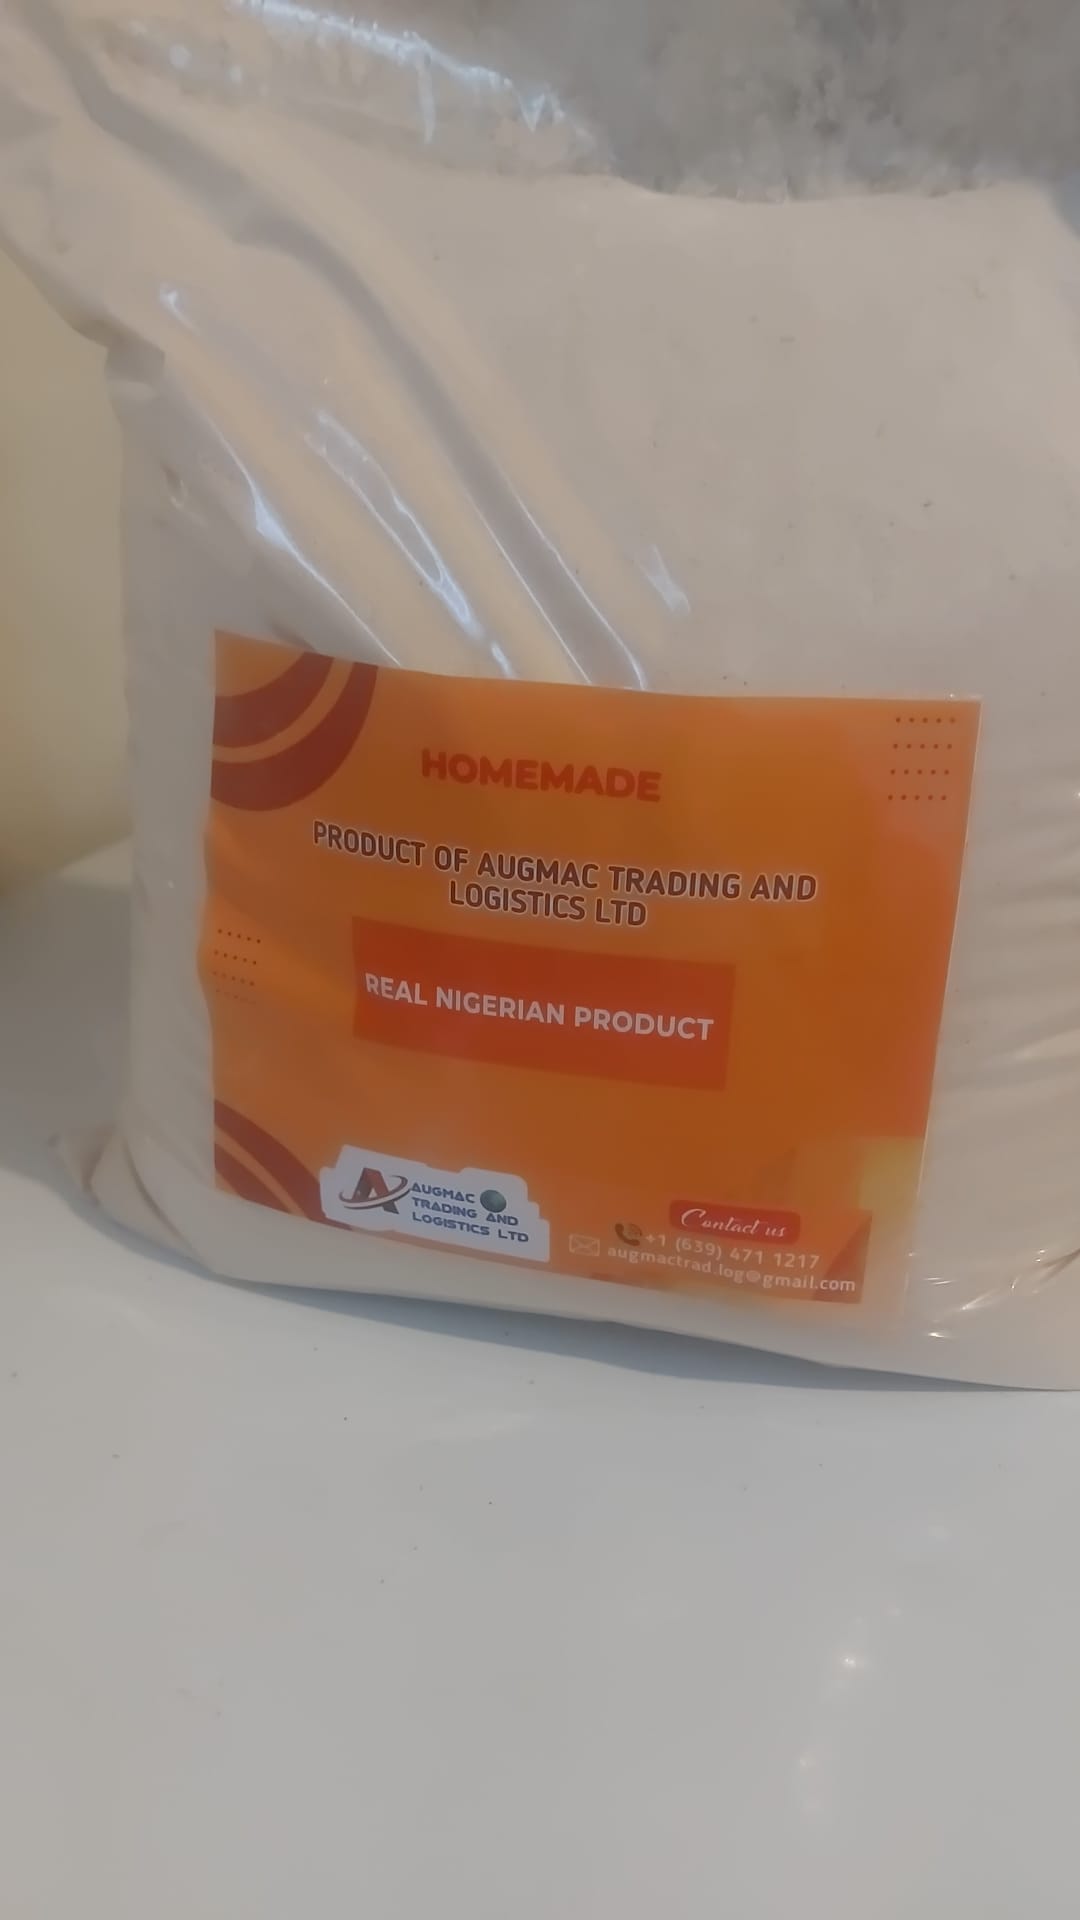 HOMEMADE
PRODUCT OF AUGMAC TRADING AND
LOGISTICS LTD
REAL NIGERIAN PRODUCT
AUGMAC
TRADING AND
LOGISTICS LTD
Contact us
+1 (639) 471 1217
augmactrad.log@gmail.com